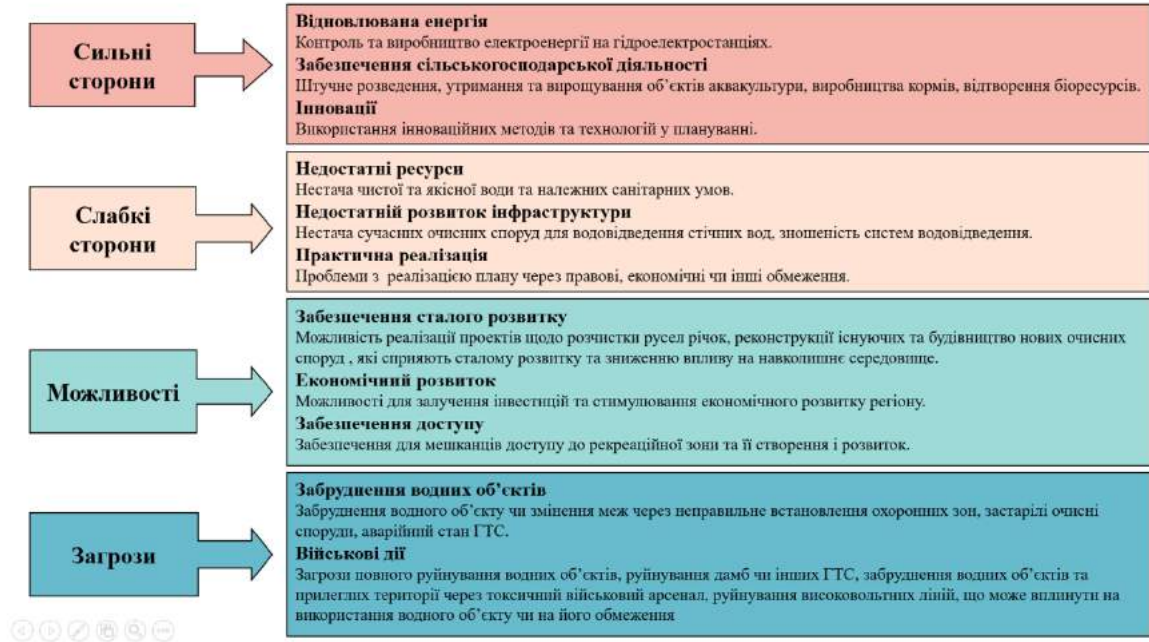 Сильні
сторони
Відновлювана енергія
Контроль та виробництво електроенергії на гідроелектростанціях.
Забезпечення сільськогосподарської діяльності
Штучне розведення, утримання та вирощування об’єктів аквакультури, виробництва кормів, відтворення біоресурсів.
Інновації
Використання інноваційних методів та технологій у плануванні.
Слабкі
сторони
Недостатні ресурси
Нестача чистої та якісної води та належних санітарних умов.
Недостатній розвиток інфраструктури
Нестача сучасних очисних споруд для водовідведення стічних вод, зношеність систем водовідведення.
Практична реалізація
Проблеми з реалізацією плану через правові, економічні чи інші обмеження.
Можливості
Забезпечення сталого розвитку
Можливість реалізації проектів щодо розчистки русел річок, реконструкції існуючих та будівництво нових очисних
споруд , які сприяють сталому розвитку та зниженню впливу на навколишнє середовище.
Економічний розвиток
Можливості для залучення інвестицій та стимулювання економічного розвитку регіону.
Забезпечення доступу
Забезпечення для мешканців доступу до рекреаційної зони та її створення і розвиток.
Загрози
Забруднення водних об’єктів
Забруднення водного об’єкту чи змінення меж через неправильне встановлення охоронних зон, застарілі очисні
споруди, аварійний стан ГТС.
Військові дії
Загрози повного руйнування водних об’єктів, руйнування дамб чи інших ГТС, забруднення водних об’єктів та
прилеглих території через токсичний військовий арсенал, руйнування високовольтних ліній, що може вплинути на
використання водного об’єкту чи на його обмеження